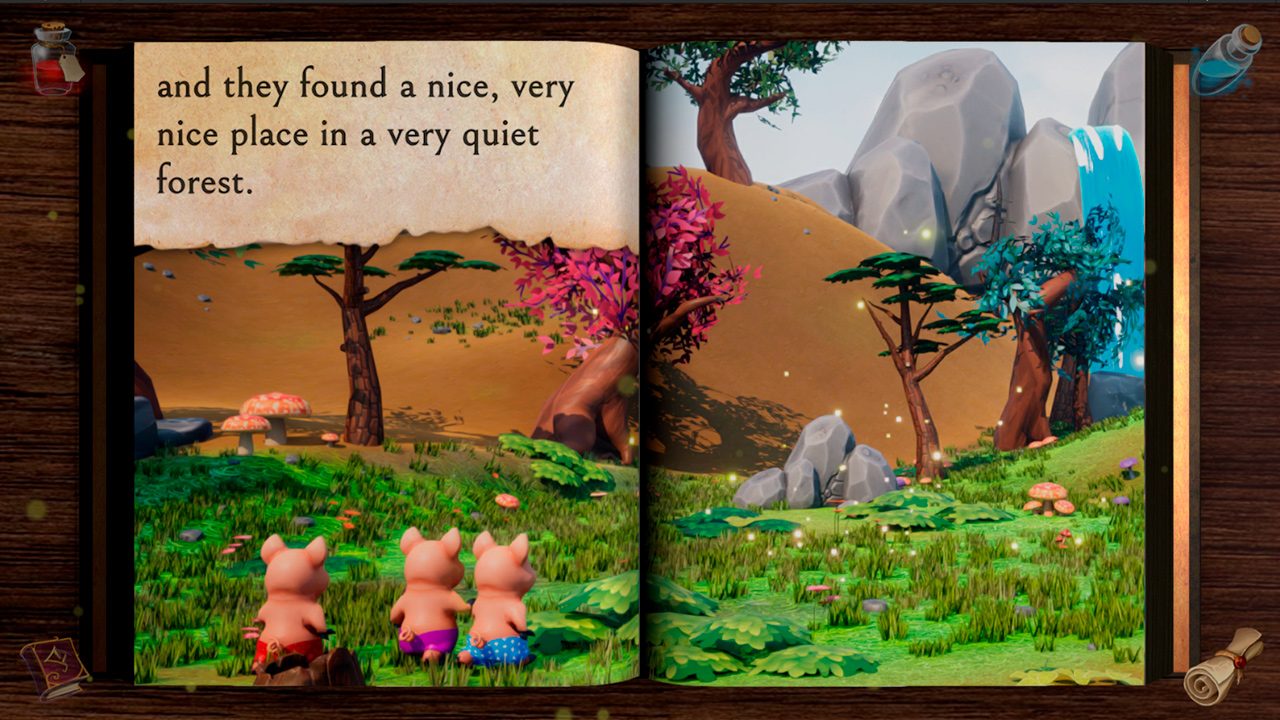 and they found a nice, very
nice place in a very quiet
forest.